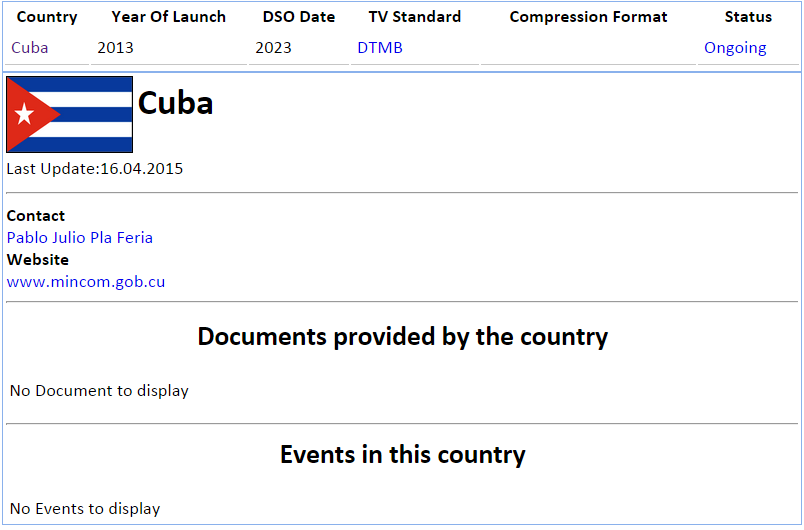 Country Year Of Launch DSO Date TV Standard Compression Format Status
Cuba 2013 2023 DTMB Ongoing
Cuba
Last Update:16.04.2015
Contact
Pablo Julio Pla Feria
Website
www.mincom.gob.cu
Documents provided by the country
No Document to display
Events in this country
No Events to display